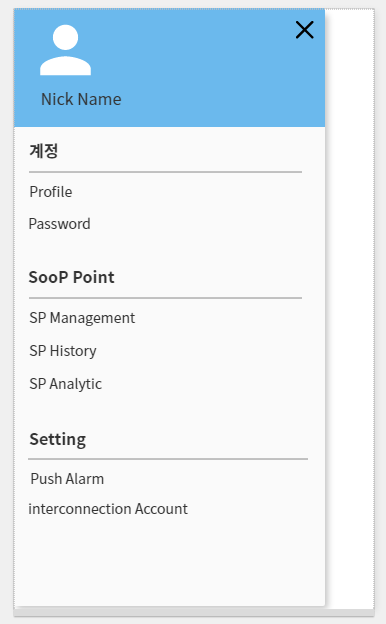 Nick Name
계정
Profile
Password
SooP Point
SP Management
SP History
SP Analytic
Setting
Push Alarm
interconnection Account